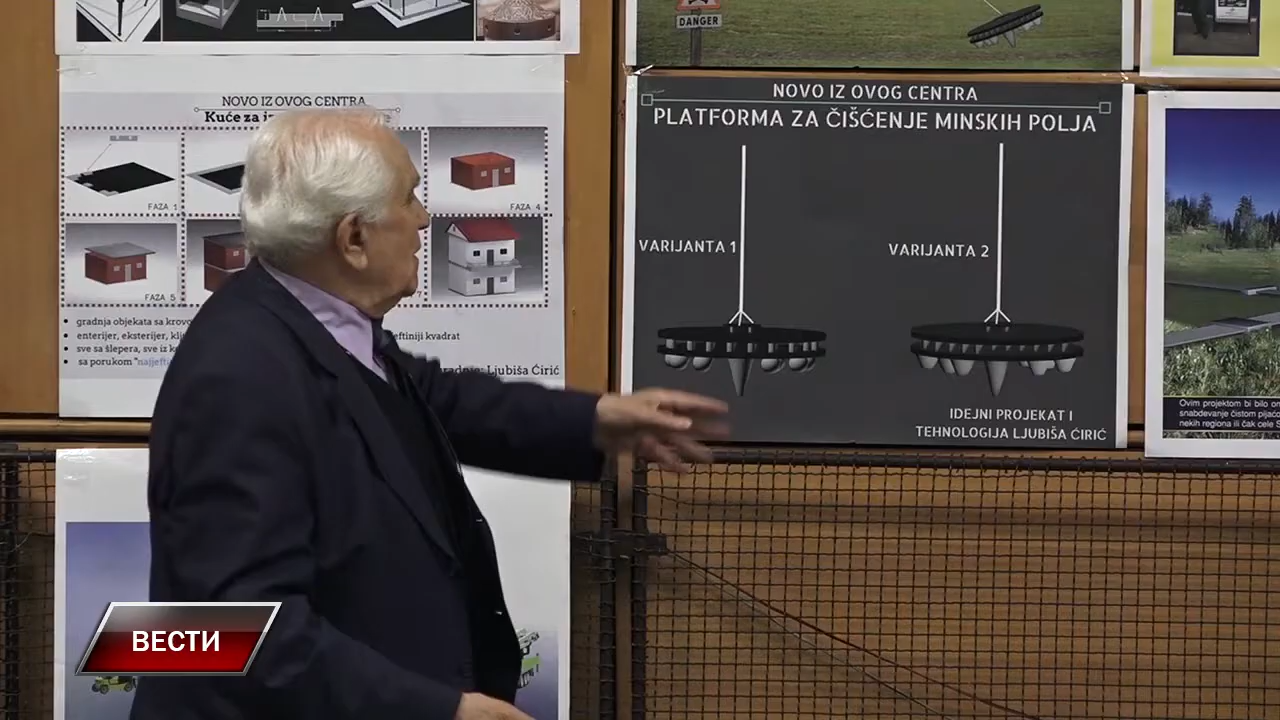 DANGER
NOVO IZ OVOG CENTRA
Kuće za
FAZA 1
FAZA 4
FAZA 5
7
gradnja objekata sa
enterijer, eksterijer,
jeftiniji kvadrat
sve sa šlepera, sve iz
sa porukom
Ljubiša Ćirić
NOVO IZ OVOG CENTRA
PLATFORMA ZA ČIŠĆENJE MINSKIH POLJA
VARIJANTA 1
VARIJANTA 2
IDEJNI PROJEKAT I
TEHNOLOGIJA LJUBIŠA ĆIRIĆ
Ovim projektom bi bilo
snabdevanje čistom
nekih regiona ili čak cele
ВЕСТИ